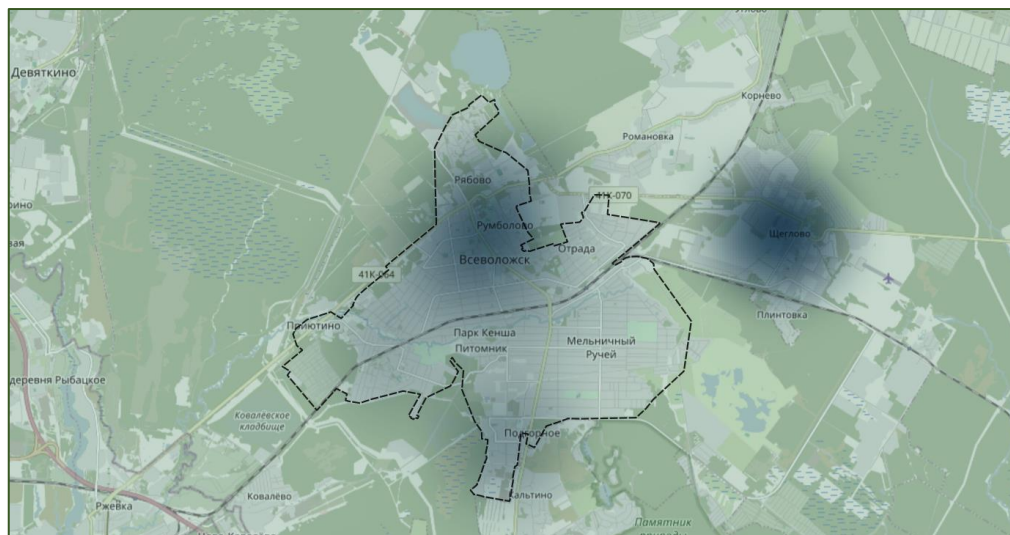 Девяткино
Корнево
Романовка
Рябово
41К-070
Румболово
Щеглово
Отрада
Всеволожск
41К-064
Плинтовка
Приютино
Парк Кенша
Питомник
Мельничный
Ручей
деревня Рыбацкое
Ковалёвское
кладбище
Подгорное
Ковалёво
Кальтино
Ржевка
Памятник